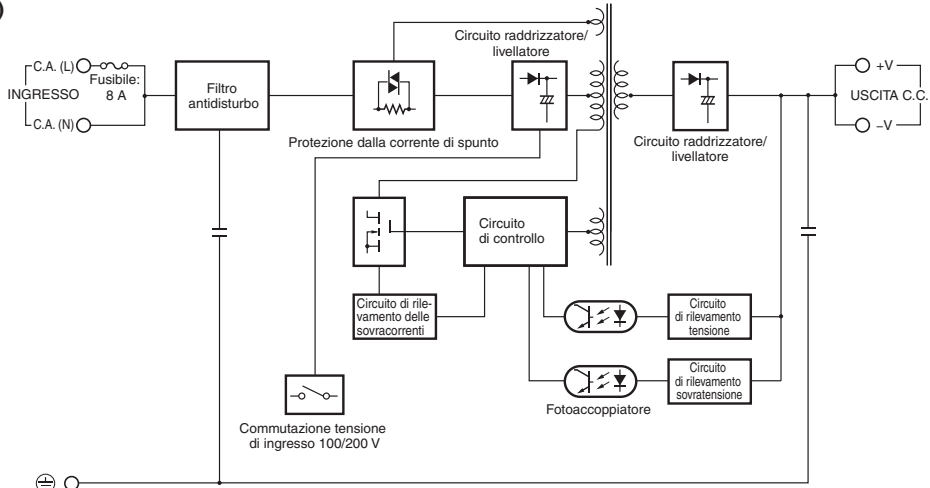 )
C.A. (L)
Fusibile:
8 A
INGRESSO
C.A. (N)
Filtro
antidisturbo
Protezione dalla corrente di spunto
Circuito raddrizzatore/
livellatore
Circuito raddrizzatore/
livellatore
+V
USCITA C.C.
–V
Circuito
di controllo
Circuito di rile-
vamento delle
sovracorrenti
Circuito
di rilevamento
tensione
Circuito
di rilevamento
sovratensione
Fotoaccoppiatore
Commutazione tensione
di ingresso 100/200 V